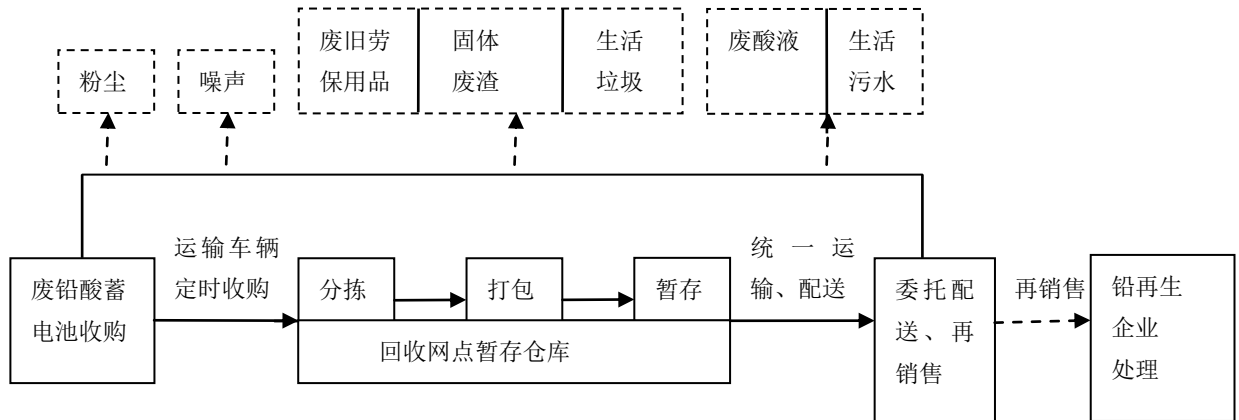 粉尘
噪声
废旧劳
保用品
固体
废渣
生活
垃圾
废酸液
生活
污水
废铅酸蓄
电池收购
运输车辆
定时收购
分拣
打包
暂存
回收网点暂存仓库
统一运
输、配送
委托配
送、再
销售
再销售
铅再生
企业
处理